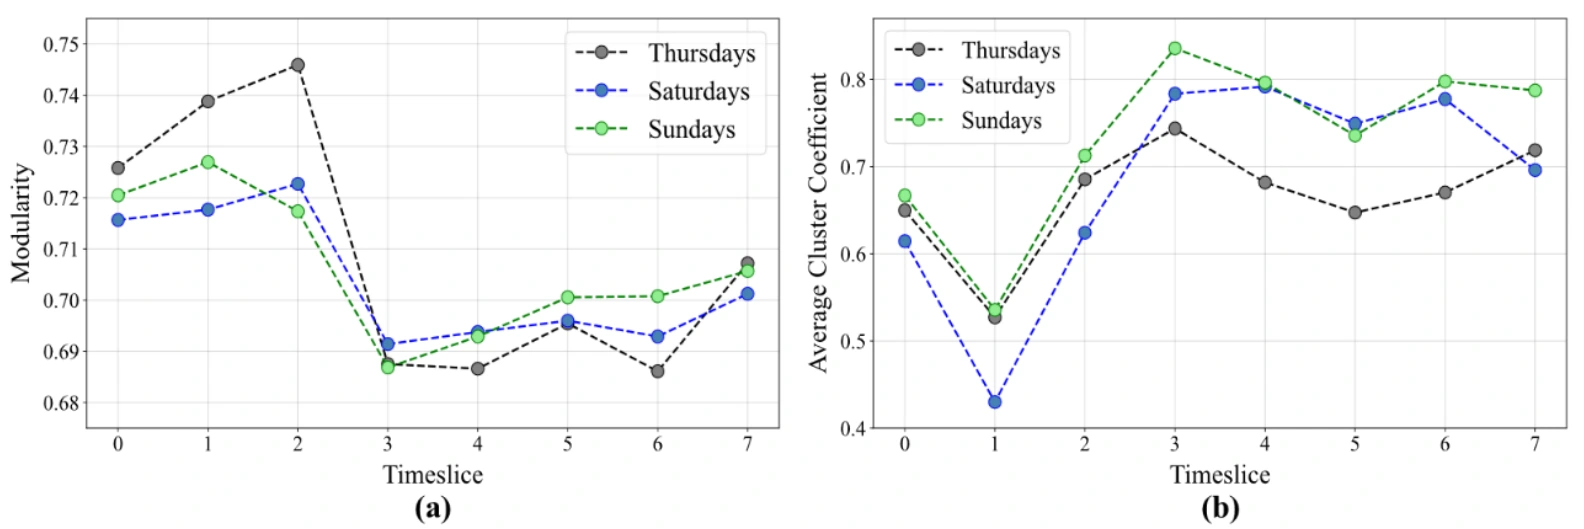 0.75
0.74
0.73
0.72
0.71
0.70
0.69
0.68
Modularity
Thursdays
Saturdays
Sundays
0 1 2 3 4 5 6 7
Timeslice
(a)
0.8
0.7
0.6
0.5
0.4
Average Cluster Coefficient
Thursdays
Saturdays
Sundays
0 1 2 3 4 5 6 7
Timeslice
(b)